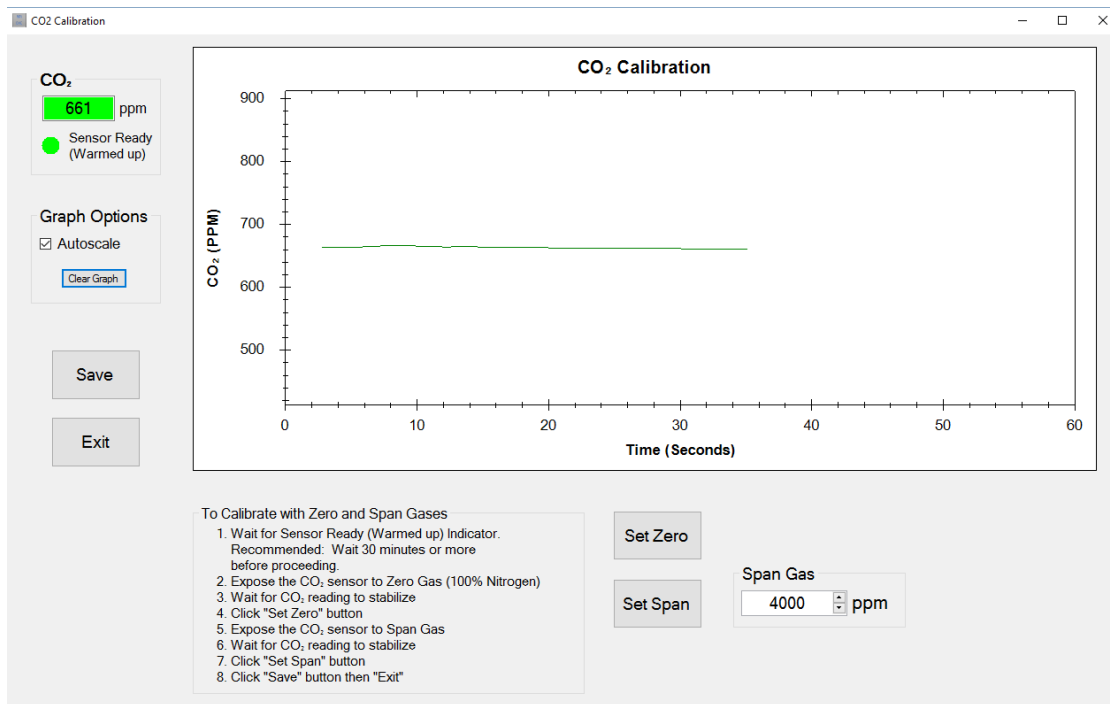 CO2 Calibration
CO₂
661 ppm
Sensor Ready
(Warmed up)
Graph Options
Autoscale
Clear Graph
Save
Exit
CO₂ Calibration
CO₂ (PPM)
900
800
700
600
500
0 10 20 30 40 50 60
Time (Seconds)
To Calibrate with Zero and Span Gases
1. Wait for Sensor Ready (Warmed up) Indicator.
Recommended: Wait 30 minutes or more
before proceeding.
2. Expose the CO₂ sensor to Zero Gas (100% Nitrogen)
3. Wait for CO₂ reading to stabilize
4. Click "Set Zero" button
5. Expose the CO₂ sensor to Span Gas
6. Wait for CO₂ reading to stabilize
7. Click "Set Span" button
8. Click "Save" button then "Exit"
Set Zero
Set Span
Span Gas
4000 ppm